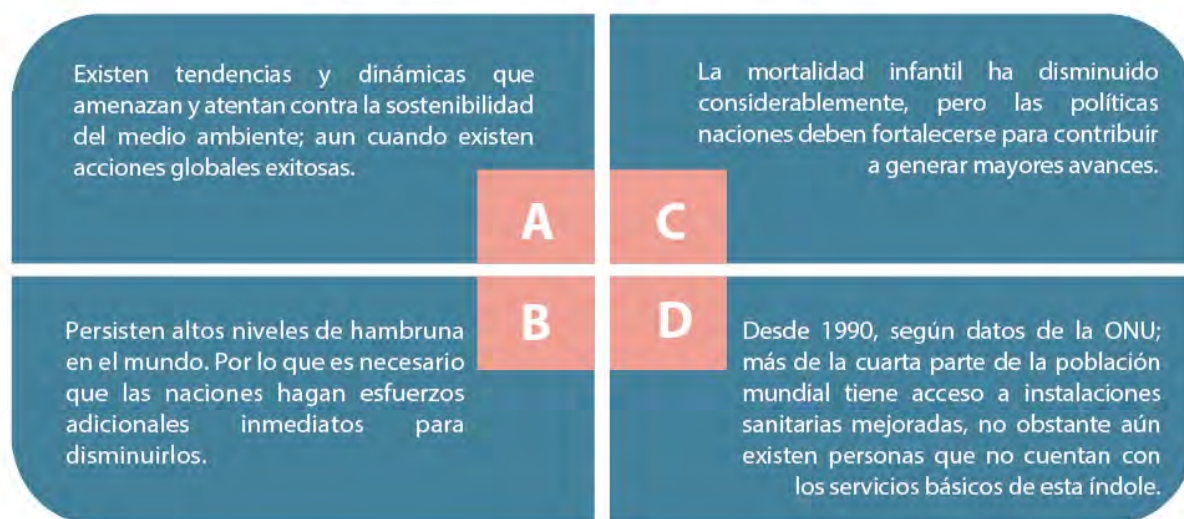 Existen tendencias y dinámicas que
amenazan y atentan contra la sostenibilidad
del medio ambiente; aun cuando existen
acciones globales exitosas.
A
Persisten altos niveles de hambruna
en el mundo. Por lo que es necesario
que las naciones hagan esfuerzos
adicionales inmediatos para
disminuirlos.
B
La mortalidad infantil ha disminuido
considerablemente, pero las políticas
naciones deben fortalecerse para contribuir
a generar mayores avances.
C
Desde 1990, según datos de la ONU;
más de la cuarta parte de la población
mundial tiene acceso a instalaciones
sanitarias mejoradas, no obstante aún
existen personas que no cuentan con
los servicios básicos de esta índole.
D